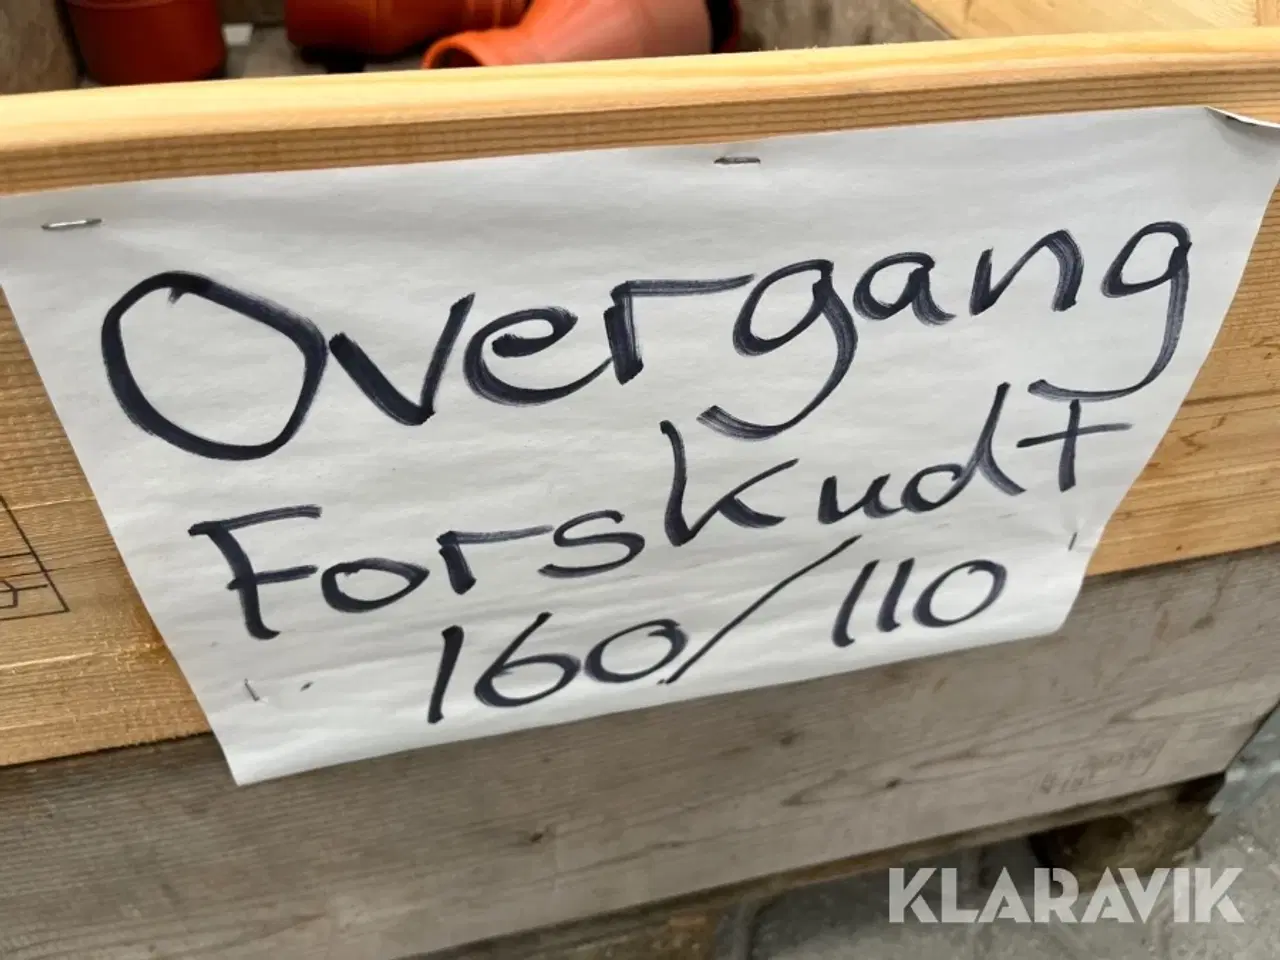 Overgang
Forskudt
160/110
KLARAVIK